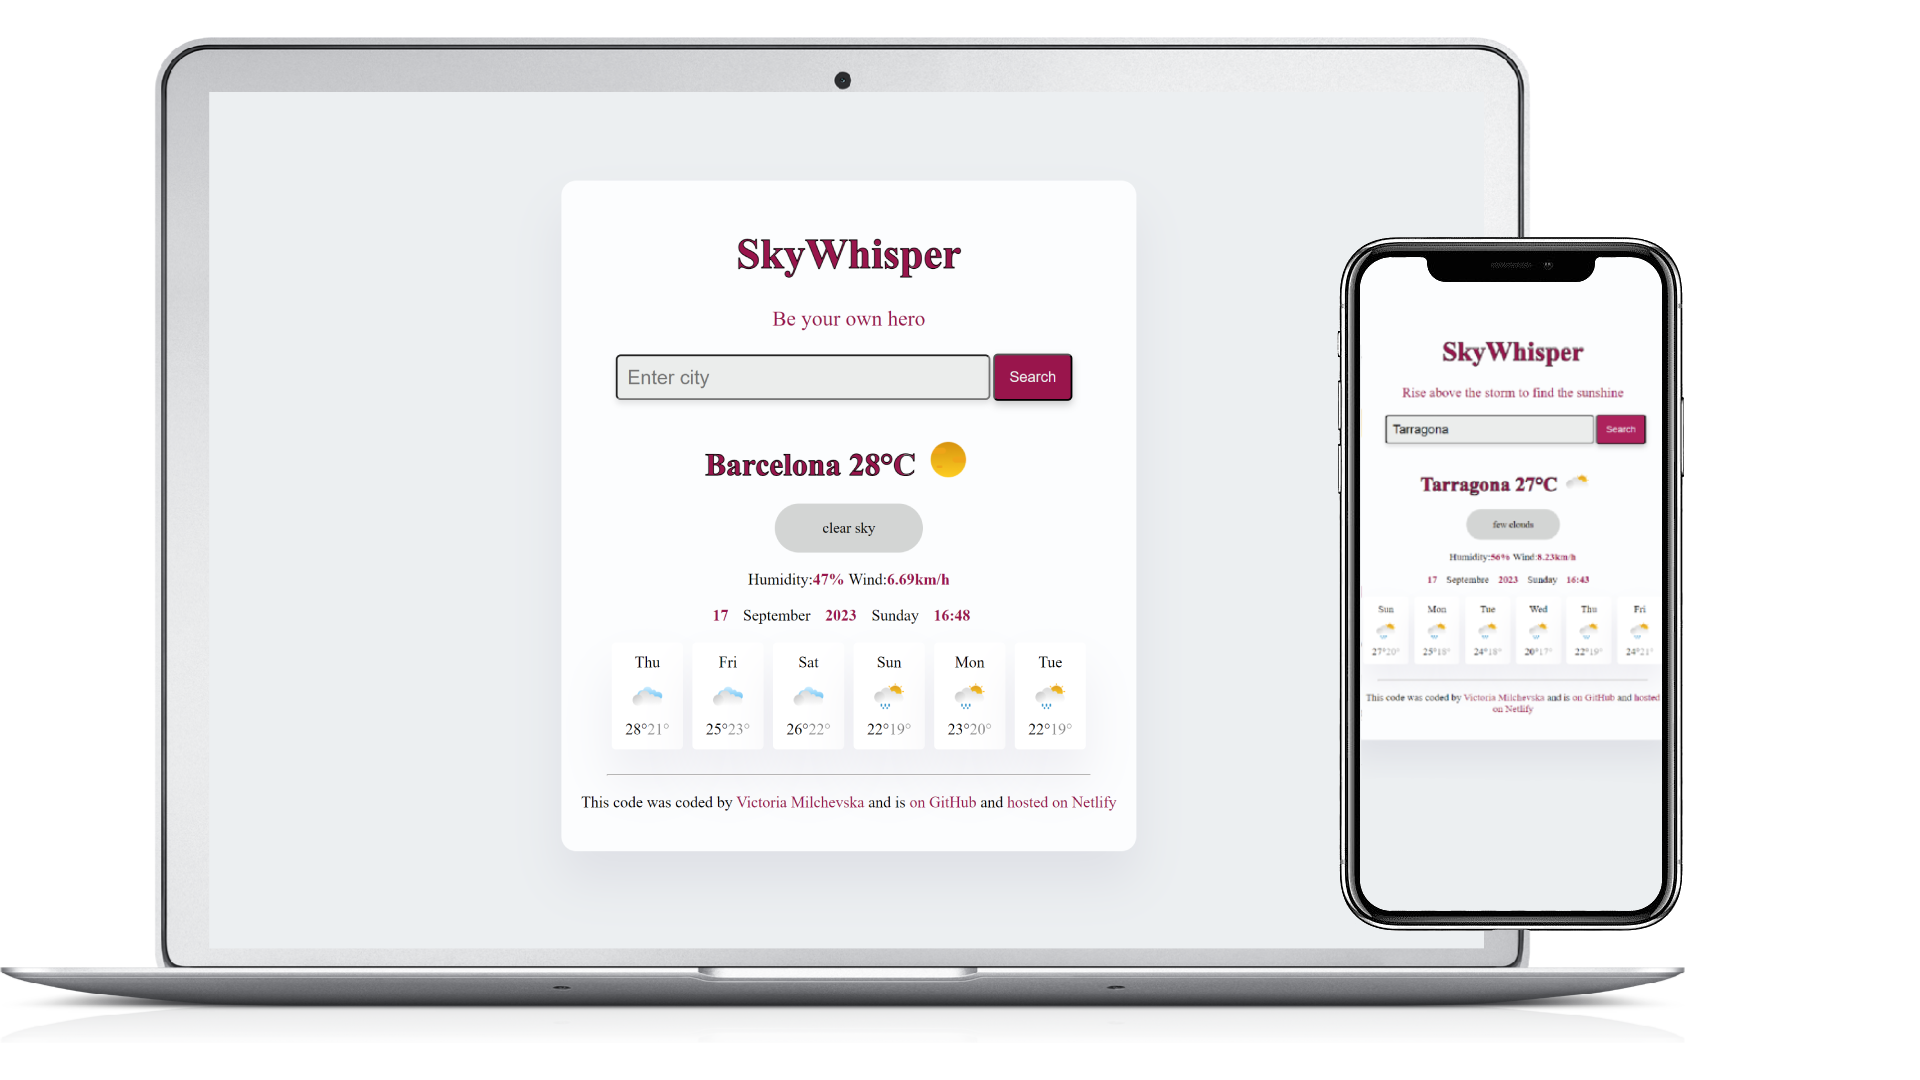 SkyWhisper
Be your own hero
Enter city
Search
Barcelona 28°C
clear sky
Humidity:47% Wind:6.69km/h
17 September 2023 Sunday 16:48
Thu Fri Sat Sun Mon Tue
28°21° 25°23° 26°22° 22°19° 23°20° 22°19°
This code was coded by Victoria Milchevska and is on GitHub and hosted on Netlify
SkyWhisper
Rise above the storm to find the sunshine
Tarragona
Search
Tarragona 27°C
few clouds
Humidity:56% Wind:8.23km/h
17 Septembre 2023 Sunday 16:43
Sun Mon Tue Wed Thu Fri
27°20° 25°18° 24°18° 20°17° 22°19° 24°21°
This code was coded by Victoria Milchevska and is on GitHub and hosted
on Netlify